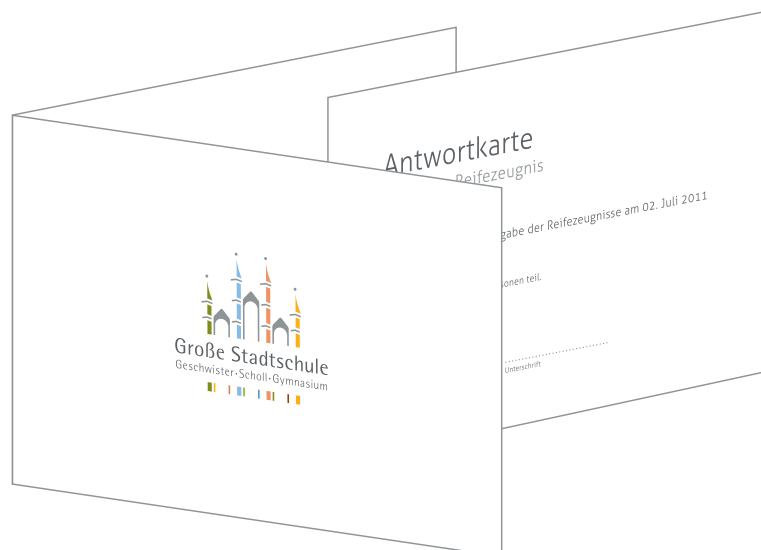 Große Stadtschule
Geschwister·Scholl·Gymnasium
Antwortkarte
Reifezeugnis
gabe der Reifezeugnisse am 02. Juli 2011
sonen teil.
Unterschrift